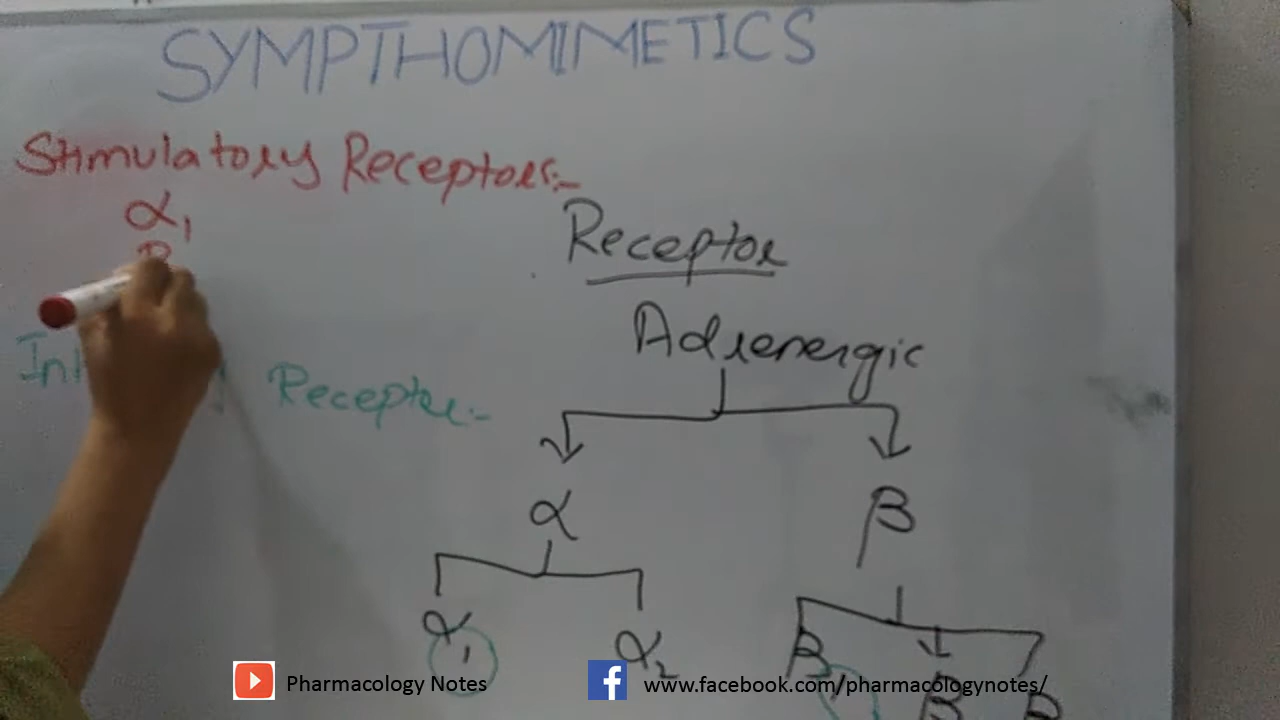 SYMPTHOMIMETICS
Stimulatory Receptors:-
α1
Receptor
Adrenergic
Receptor:-
α β
α1 α2 β
β
Pharmacology Notes
www.facebook.com/pharmacologynotes/